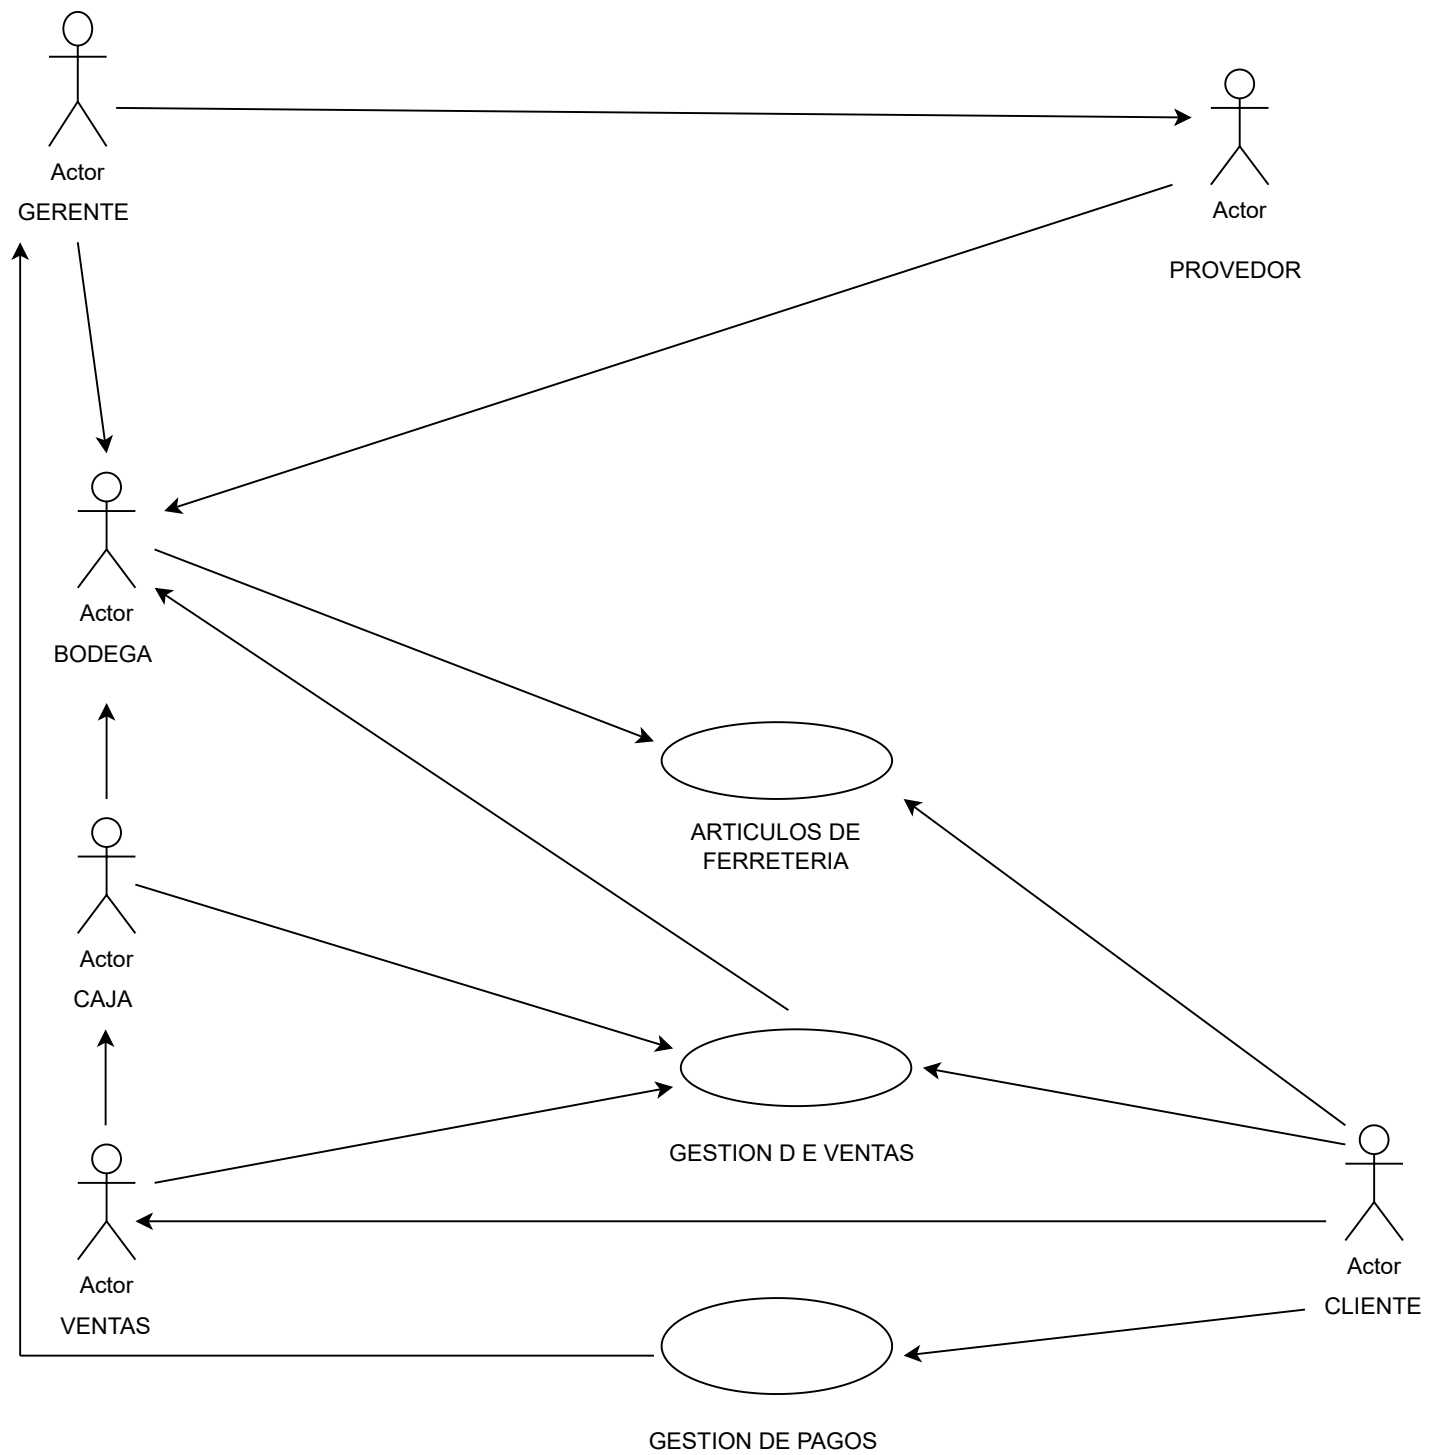 Actor
GERENTE
Actor
PROVEDOR
Actor
BODEGA
ARTICULOS DE
FERRETERIA
Actor
CAJA
GESTION D E VENTAS
Actor
VENTAS
Actor
CLIENTE
GESTION DE PAGOS